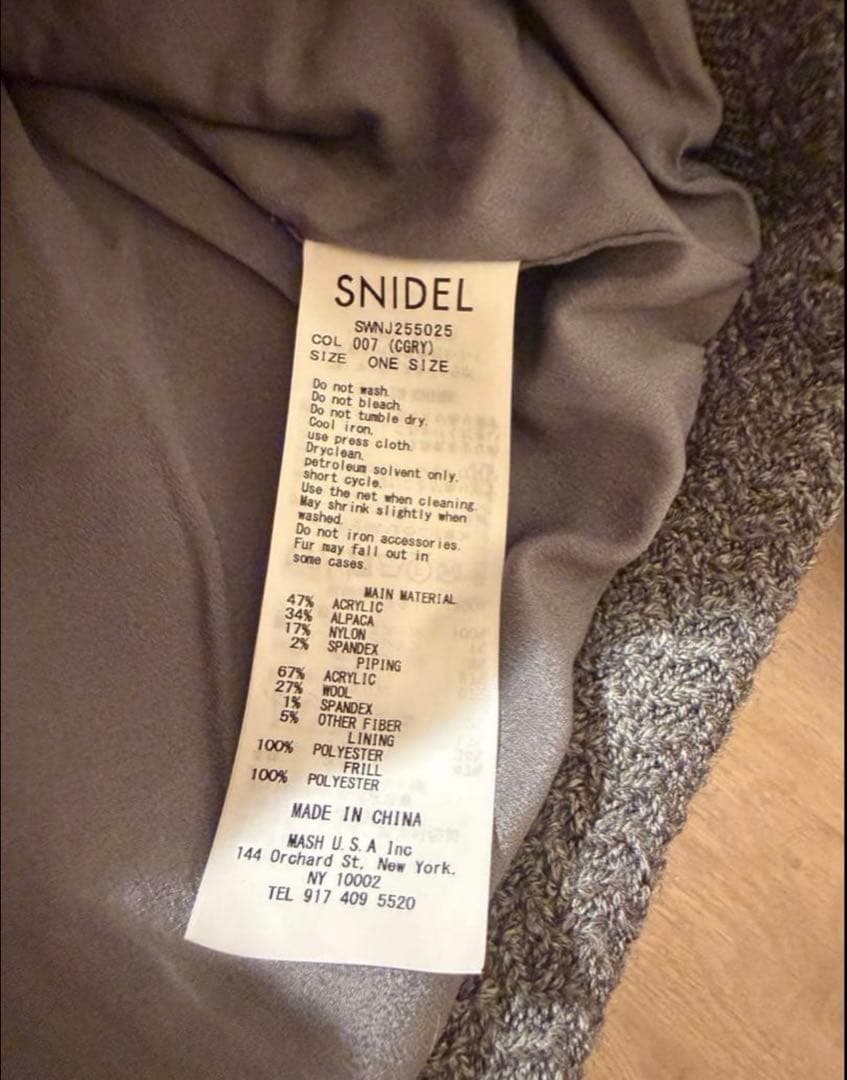 SNIDEL
SWNJ255025
COL 007 (CGRY)
SIZE ONE SIZE
Do not wash.
Do not bleach.
Do not tumble dry.
Cool iron.
use press cloth.
Dryclean.
petroleum solvent only.
short cycle.
Use the net when cleaning.
May shrink slightly when
washed.
Do not iron accessories.
Fur may fall out in
some cases.
MAIN MATERIAL
47% ACRYLIC
34% ALPACA
17% NYLON
2% SPANDEX
PIPING
67% ACRYLIC
27% WOOL
1% SPANDEX
5% OTHER FIBER
LINING
100% POLYESTER
FRILL
100% POLYESTER
MADE IN CHINA
MASH U.S.A Inc
144 Orchard St, New York.
NY 10002
TEL 917 409 5520